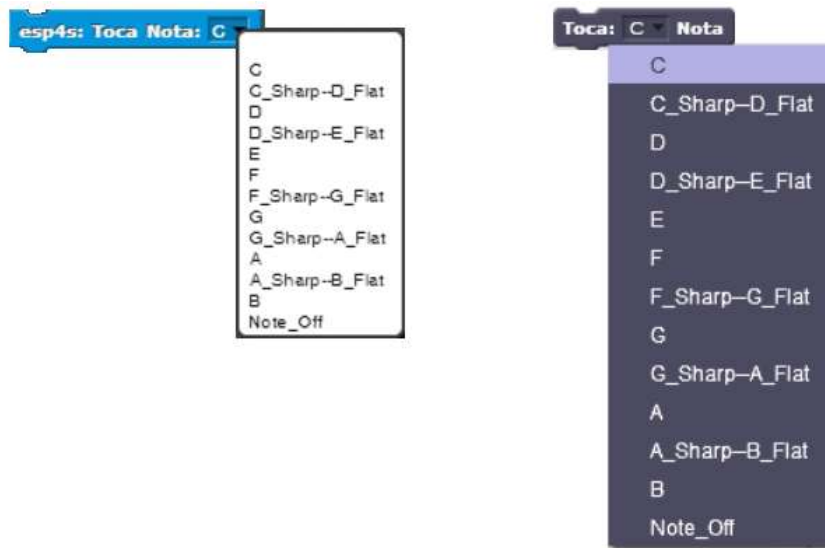 esp4s: Toca Nota: C
C
C_Sharp--D_Flat
D
D_Sharp--E_Flat
E
F
F_Sharp--G_Flat
G
G_Sharp--A_Flat
A
A_Sharp--B_Flat
B
Note_Off
Toca: C Nota
C
C_Sharp--D_Flat
D
D_Sharp--E_Flat
E
F
F_Sharp--G_Flat
G
G_Sharp--A_Flat
A
A_Sharp--B_Flat
B
Note_Off